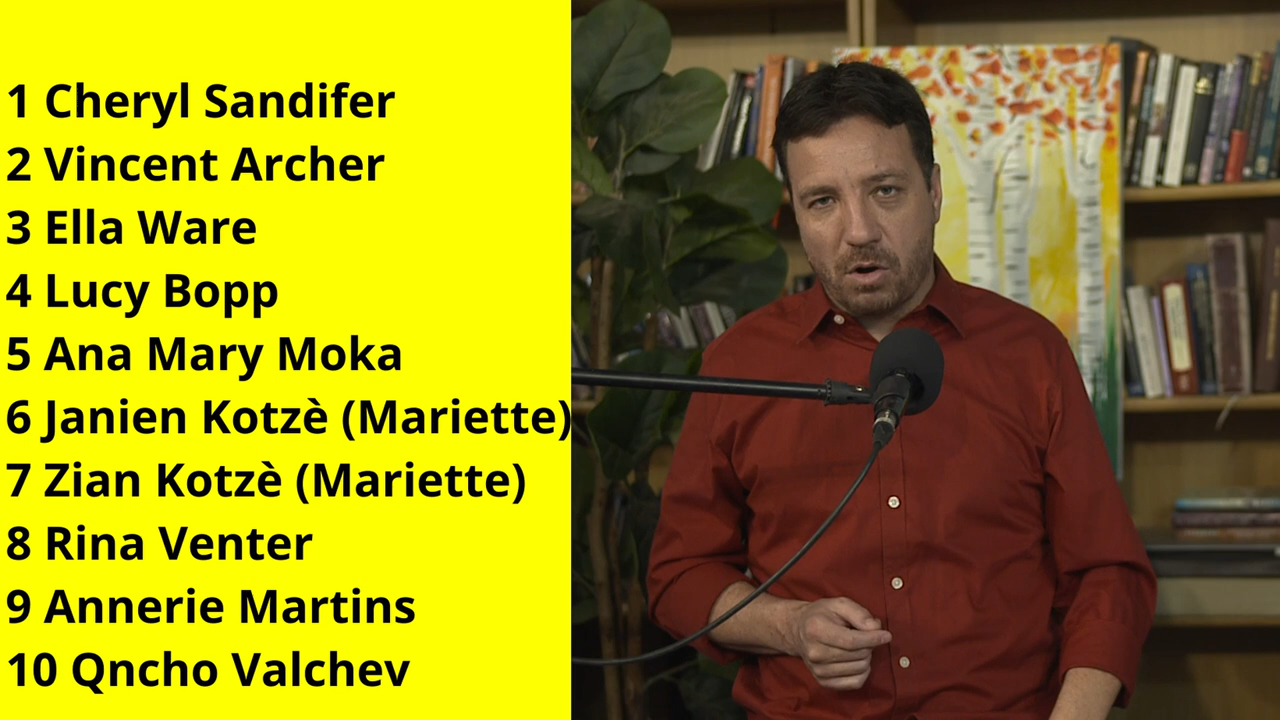 1 Cheryl Sandifer
2 Vincent Archer
3 Ella Ware
4 Lucy Bopp
5 Ana Mary Moka
6 Janien Kotzè (Mariette)
7 Zian Kotzè (Mariette)
8 Rina Venter
9 Annerie Martins
10 Qncho Valchev